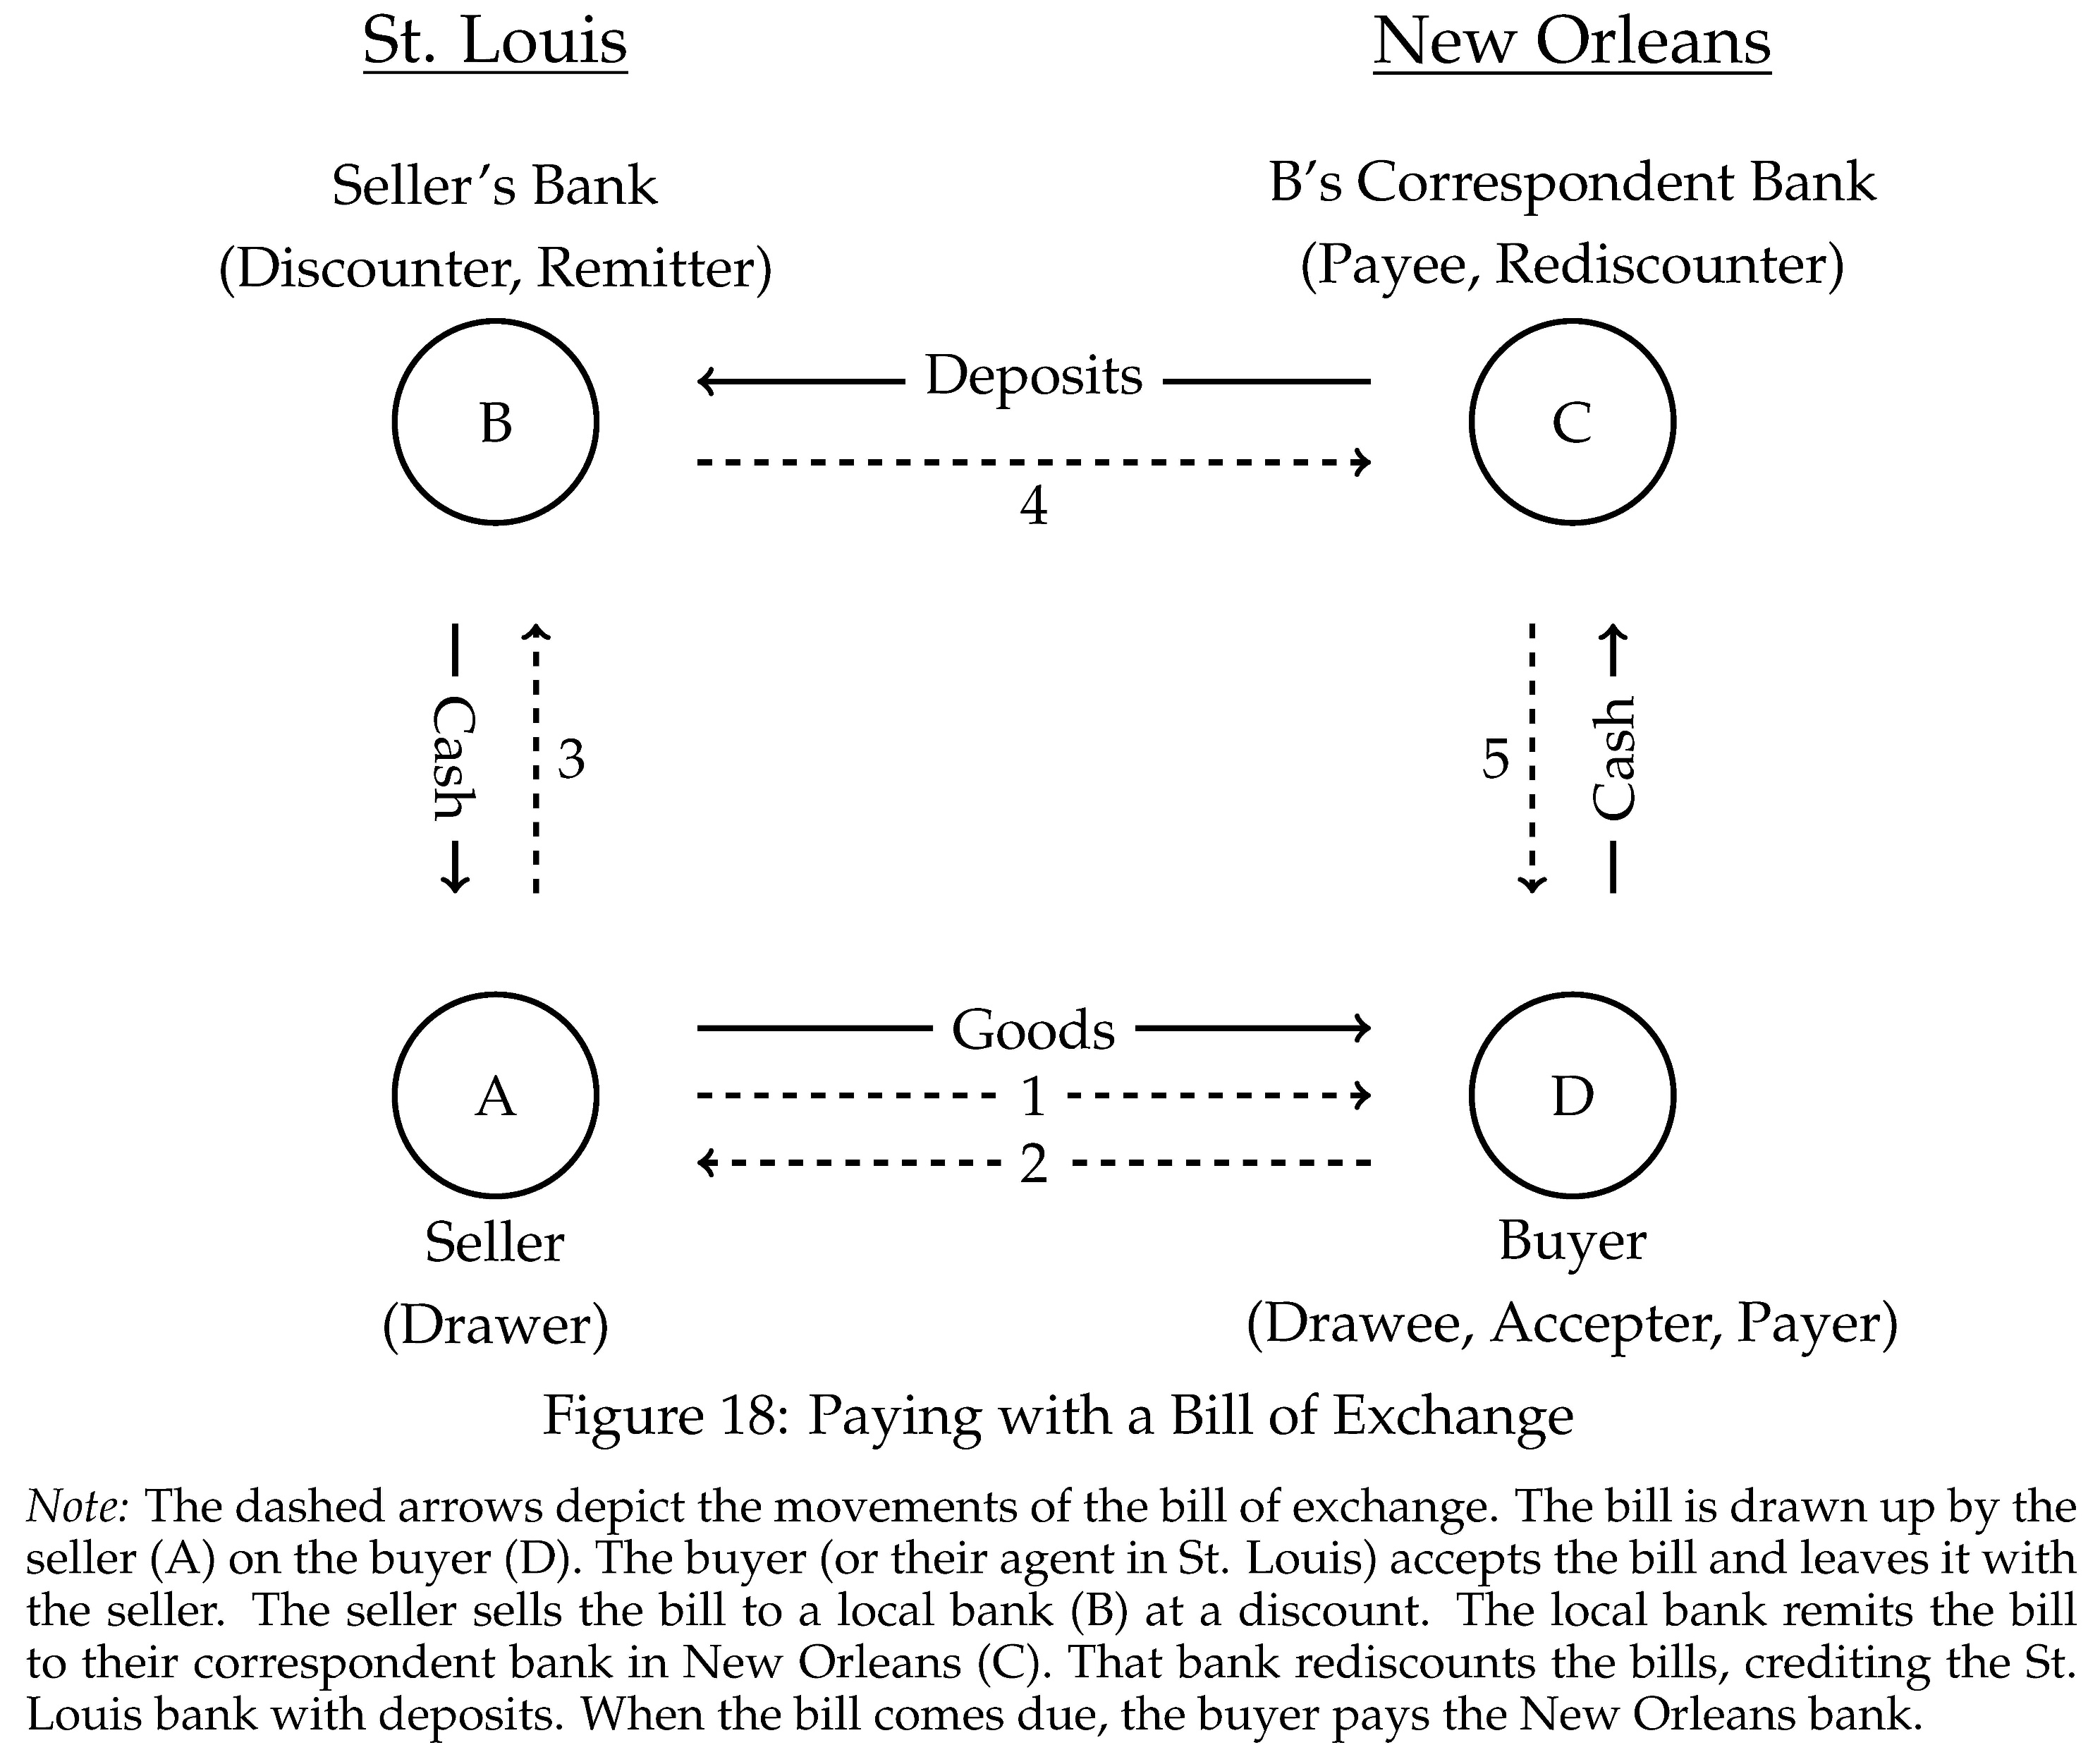 St. Louis
New Orleans
Seller's Bank
(Discounter, Remitter)
B's Correspondent Bank
(Payee, Rediscounter)
B
Deposits
C
4
Cash
3
5
Cash
A
Goods
1
2
D
Seller
(Drawer)
Buyer
(Drawee, Accepter, Payer)
Figure 18: Paying with a Bill of Exchange
Note: The dashed arrows depict the movements of the bill of exchange. The bill is drawn up by the
seller (A) on the buyer (D). The buyer (or their agent in St. Louis) accepts the bill and leaves it with
the seller. The seller sells the bill to a local bank (B) at a discount. The local bank remits the bill
to their correspondent bank in New Orleans (C). That bank rediscounts the bills, crediting the St.
Louis bank with deposits. When the bill comes due, the buyer pays the New Orleans bank.